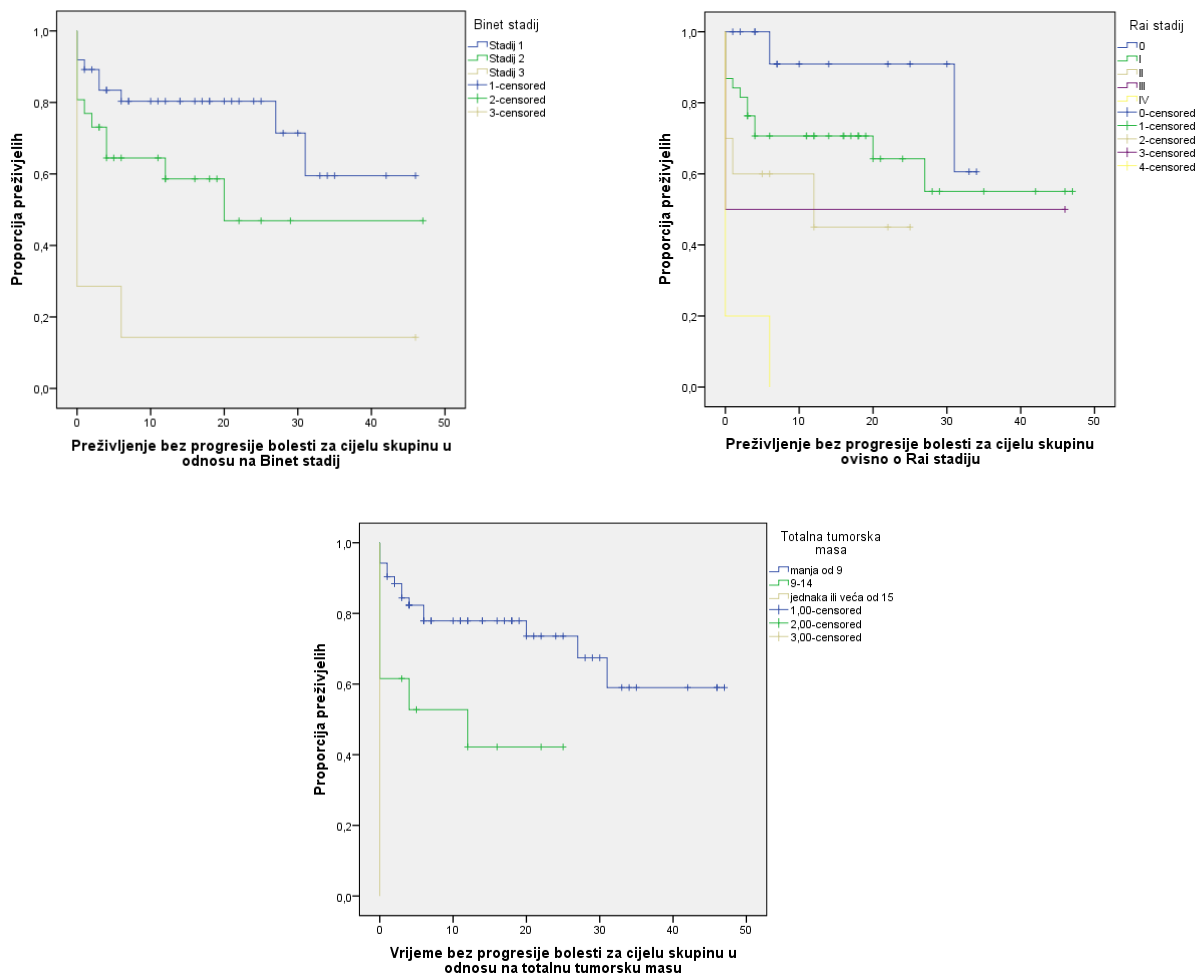 Binet stadij
Stadij 1
Stadij 2
Stadij 3
1-censored
2-censored
3-censored
1,0
0,8
0,6
0,4
0,2
0,0
Proporcija preživjelih
0 10 20 30 40 50
Preživljenje bez progresije bolesti za cijelu skupinu u
odnosu na Binet stadij
Rai stadij
0
I
II
III
IV
0-censored
1-censored
2-censored
3-censored
4-censored
1,0
0,8
0,6
0,4
0,2
0,0
Proporcija preživjelih
0 10 20 30 40 50
Preživljenje bez progresije bolesti za cijelu skupinu
ovisno o Rai stadiju
Totalna tumorska
masa
manja od 9
9-14
jednaka ili veća od 15
1,00-censored
2,00-censored
3,00-censored
1,0
0,8
0,6
0,4
0,2
0,0
Proporcija preživjelih
0 10 20 30 40 50
Vrijeme bez progresije bolesti za cijelu skupinu u
odnosu na totalnu tumorsku masu